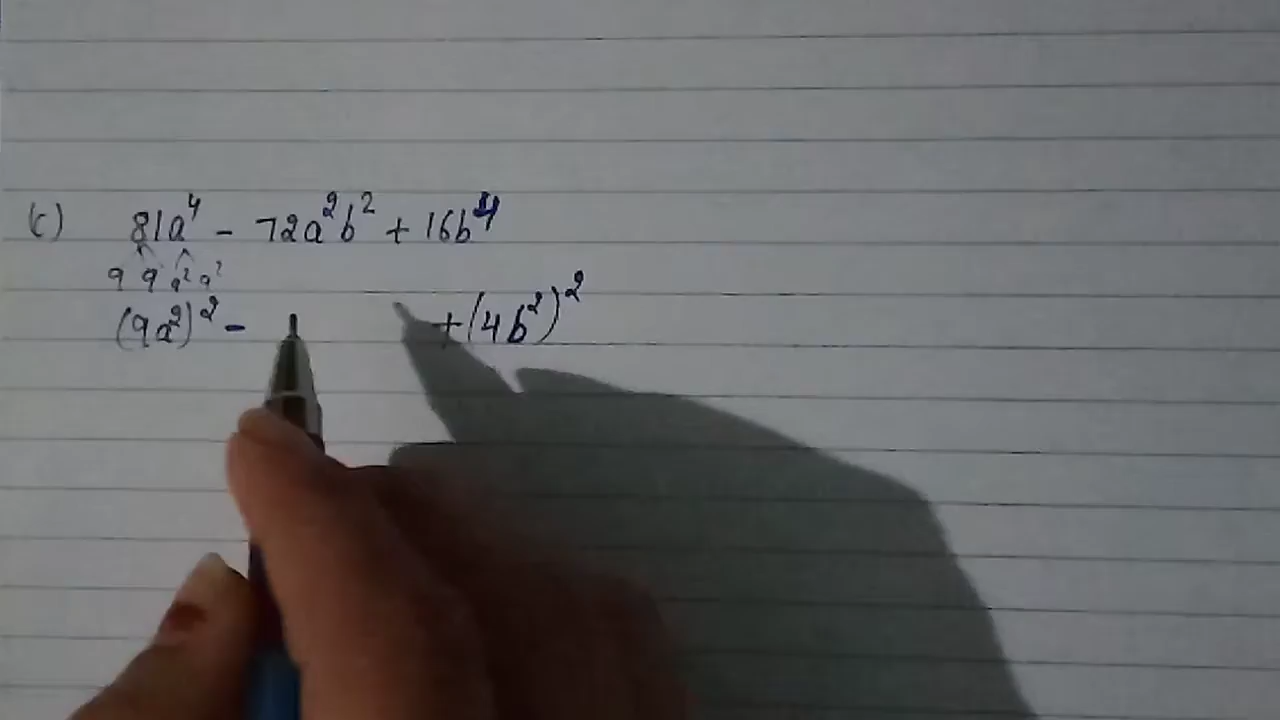 (c) 81a⁴ - 72a²b² + 16b⁴
9 9 a² a²
(9a²)² - + (4b²)²